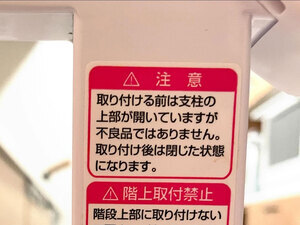 ⚠ 注意
取り付ける前は支柱の
上部が開いていますが
不良品ではありません。
取り付け後は閉じた状態
になります。
⚠ 階上取付禁止
階段上部に取り付けない